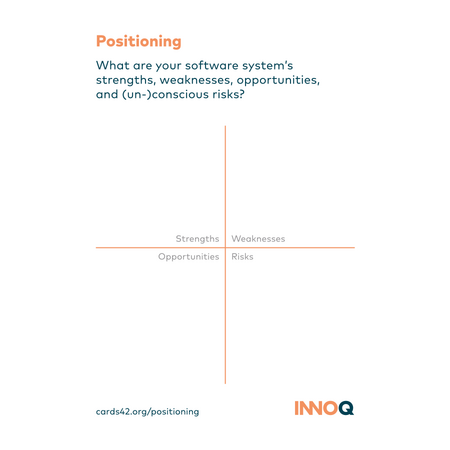 Positioning
What are your software system's
strengths, weaknesses, opportunities,
and (un-)conscious risks?
Strengths Weaknesses
Opportunities Risks
cards42.org/positioning INNOQ